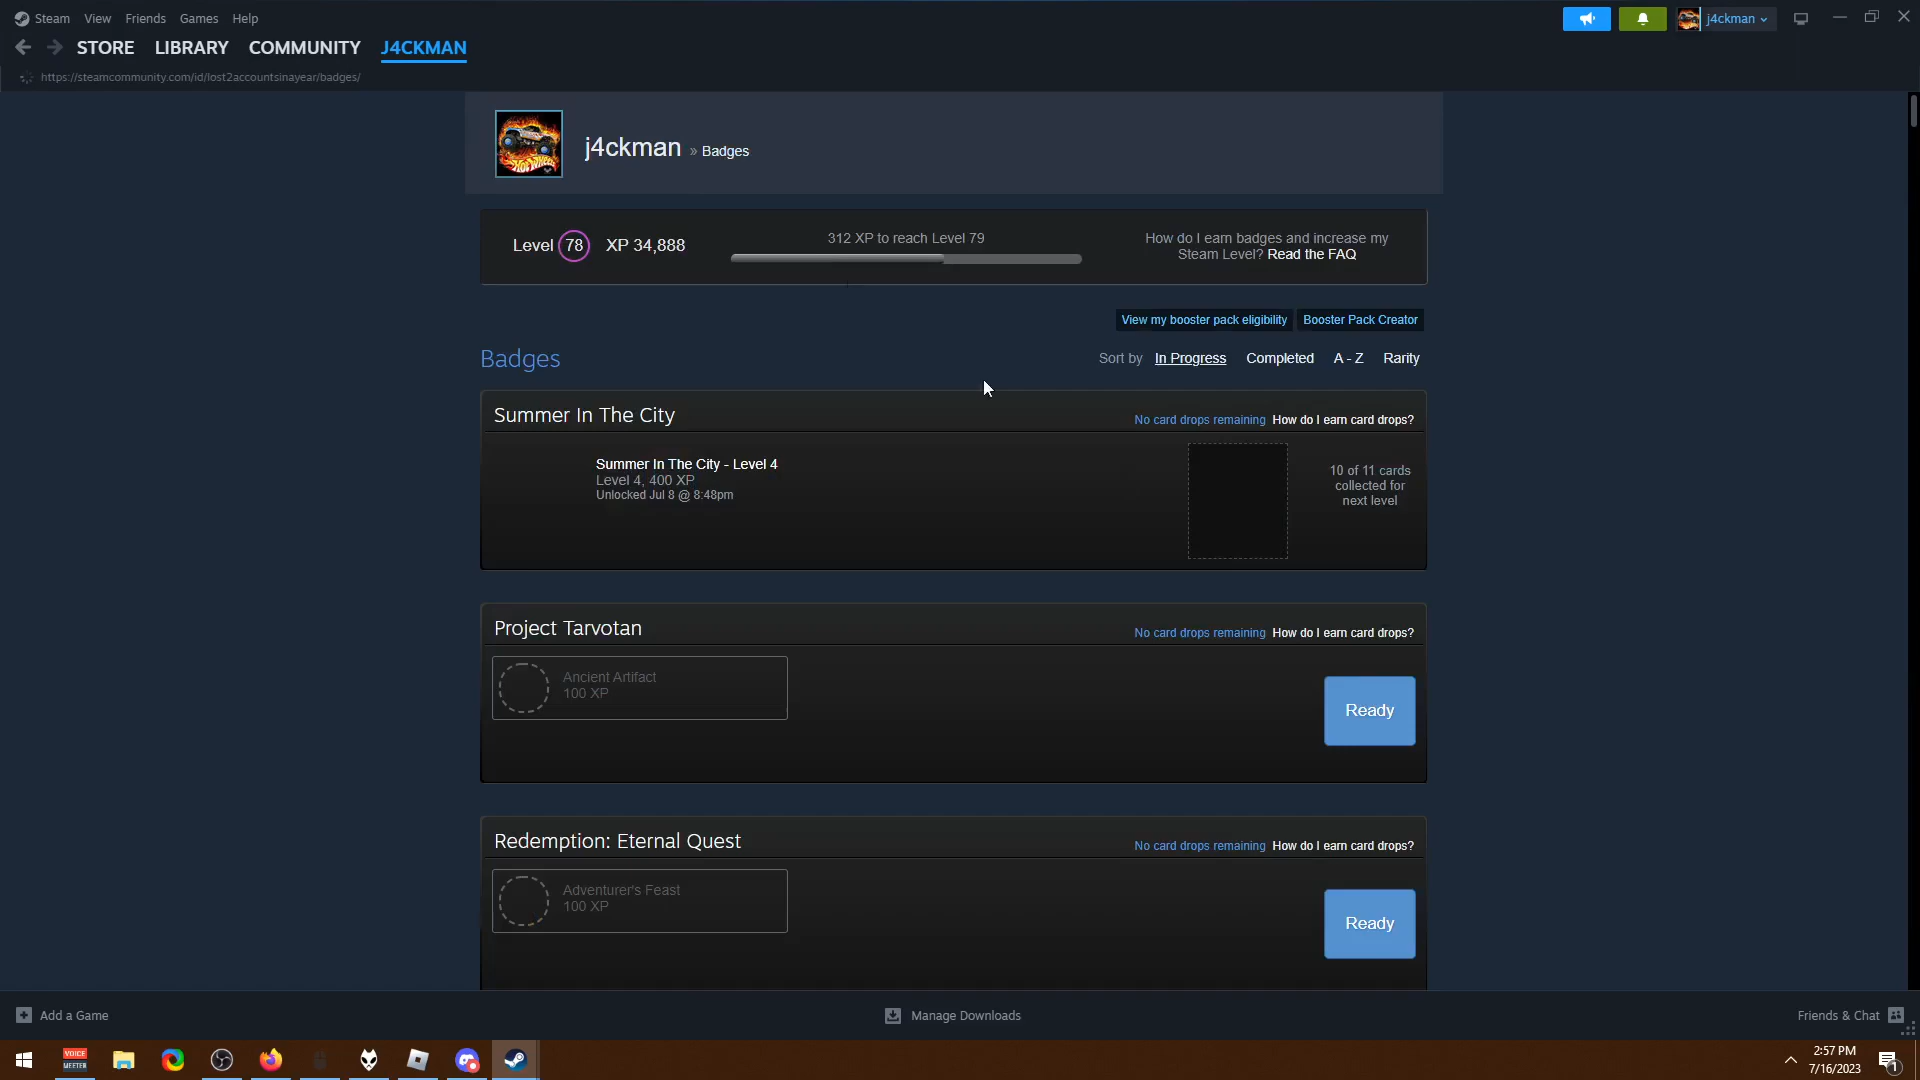 Steam View Friends Games Help
j4ckman
STORE LIBRARY COMMUNITY J4CKMAN
https://steamcommunity.com/id/lost2accountsinayear/badges/
HOT WHEELS
j4ckman » Badges
Level 78 XP 34,888
312 XP to reach Level 79
How do I earn badges and increase my
Steam Level? Read the FAQ
View my booster pack eligibility Booster Pack Creator
Badges
Sort by In Progress Completed A - Z Rarity
Summer In The City
No card drops remaining How do I earn card drops?
Summer In The City - Level 4
Level 4, 400 XP
Unlocked Jul 8 @ 8:48pm
10 of 11 cards
collected for
next level
Project Tarvotan
No card drops remaining How do I earn card drops?
Ancient Artifact
100 XP
Ready
Redemption: Eternal Quest
No card drops remaining How do I earn card drops?
Adventurer's Feast
100 XP
Ready
Add a Game
Manage Downloads
Friends & Chat
VOICE
MEETER
2:57 PM
7/16/2023
1